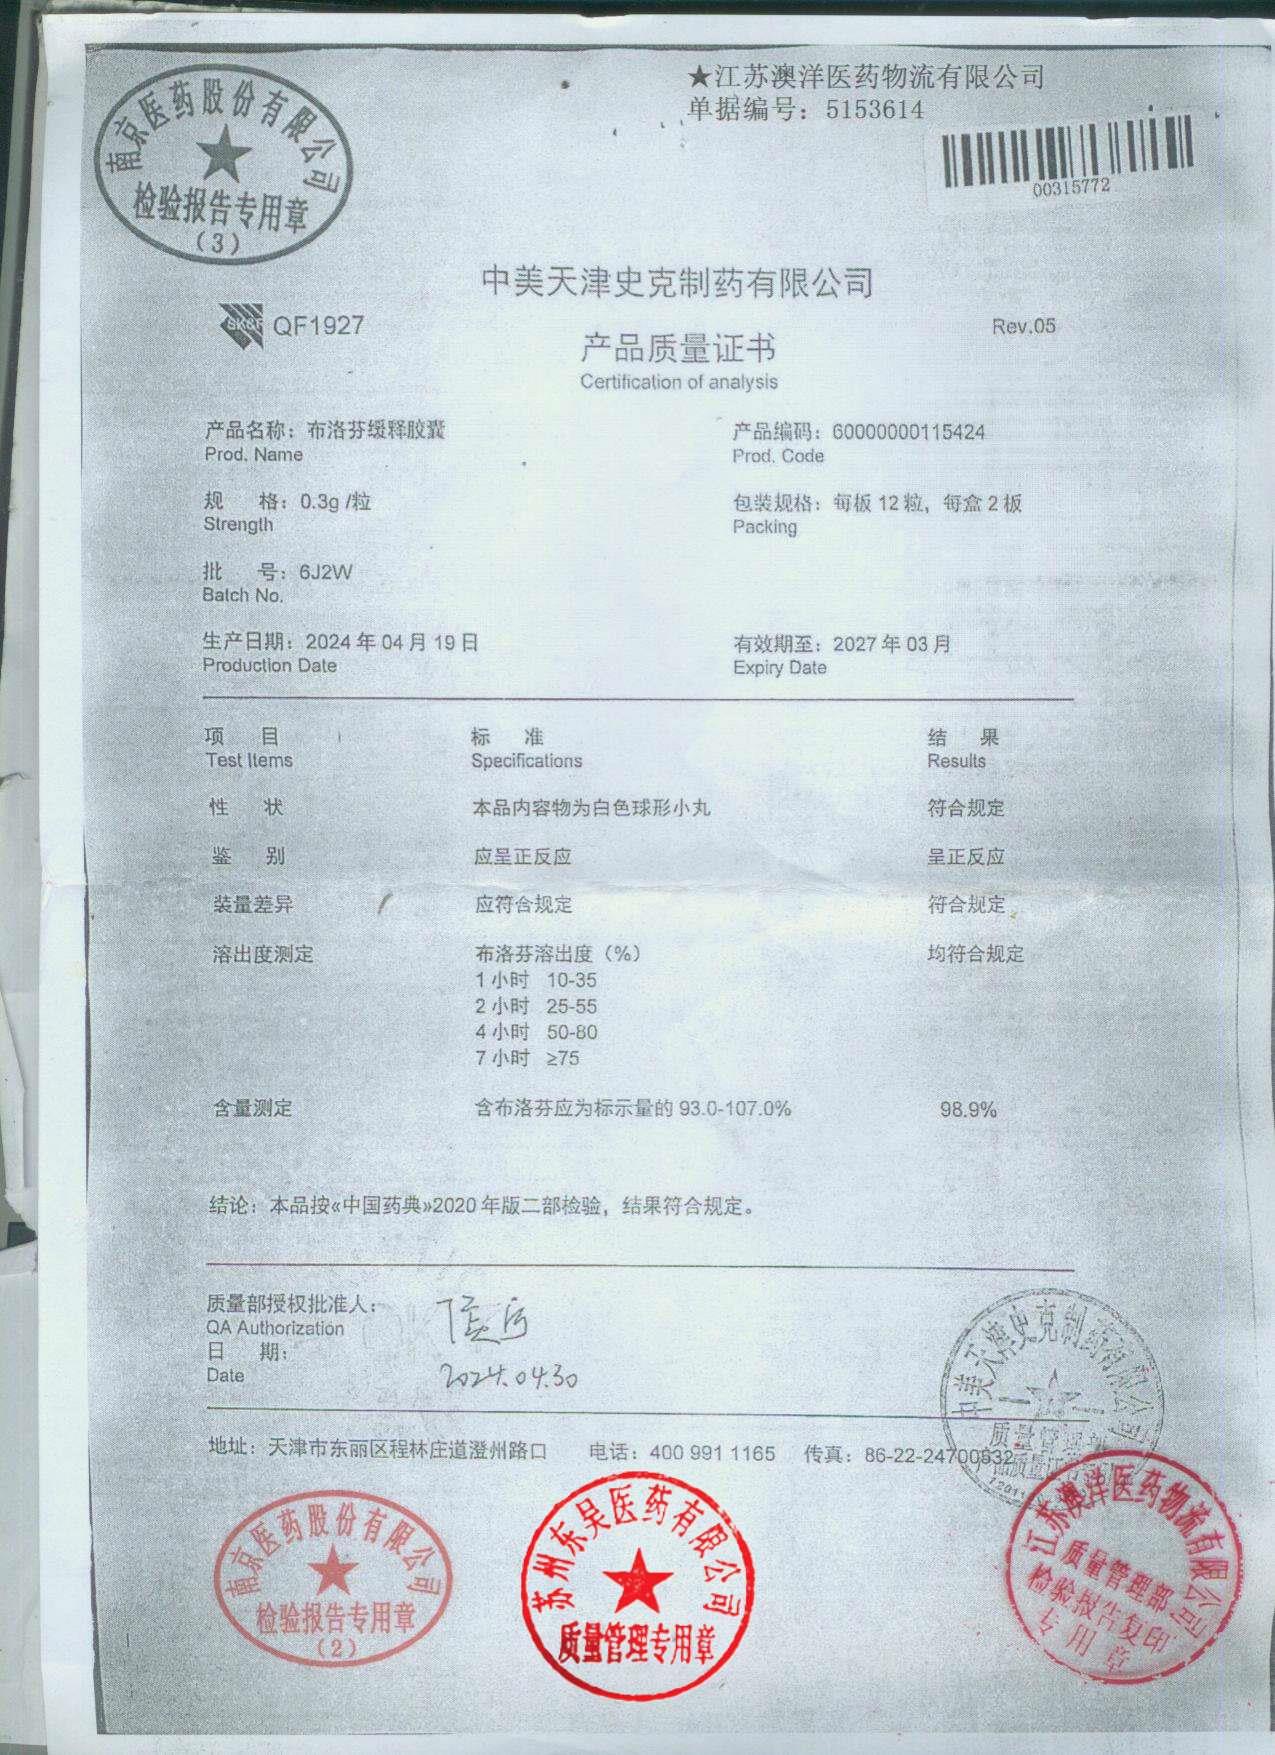 ★江苏澳洋医药物流有限公司
单据编号：5153614
00315772
南京医药股份有限公司
检验报告专用章
（3）
中美天津史克制药有限公司
SK&F QF1927
Rev.05
产品质量证书
Certification of analysis
产品名称：布洛芬缓释胶囊
Prod. Name
产品编码：60000000115424
Prod. Code
规 格：0.3g /粒
Strength
包装规格：每板 12 粒，每盒 2 板
Packing
批 号：6J2W
Batch No.
生产日期：2024 年 04 月 19 日
Production Date
有效期至：2027 年 03 月
Expiry Date
项 目 标 准 结 果
Test Items Specifications Results
性 状 本品内容物为白色球形小丸 符合规定
鉴 别 应呈正反应 呈正反应
装量差异 应符合规定 符合规定
溶出度测定 布洛芬溶出度（%） 均符合规定
1 小时 10-35
2 小时 25-55
4 小时 50-80
7 小时 ≥75
含量测定 含布洛芬应为标示量的 93.0-107.0% 98.9%
结论：本品按«中国药典»2020 年版二部检验，结果符合规定。
质量部授权批准人：
QA Authorization
日 期：
Date
2024.04.30
地址：天津市东丽区程林庄道澄州路口 电话：400 991 1165 传真：86-22-24700532
中美天津史克制药有限公司
南京医药股份有限公司
检验报告专用章
（2）
苏州东吴医药有限公司
质量管理专用章
江苏澳洋医药物流有限公司
质量管理部
检验报告复印
专用章